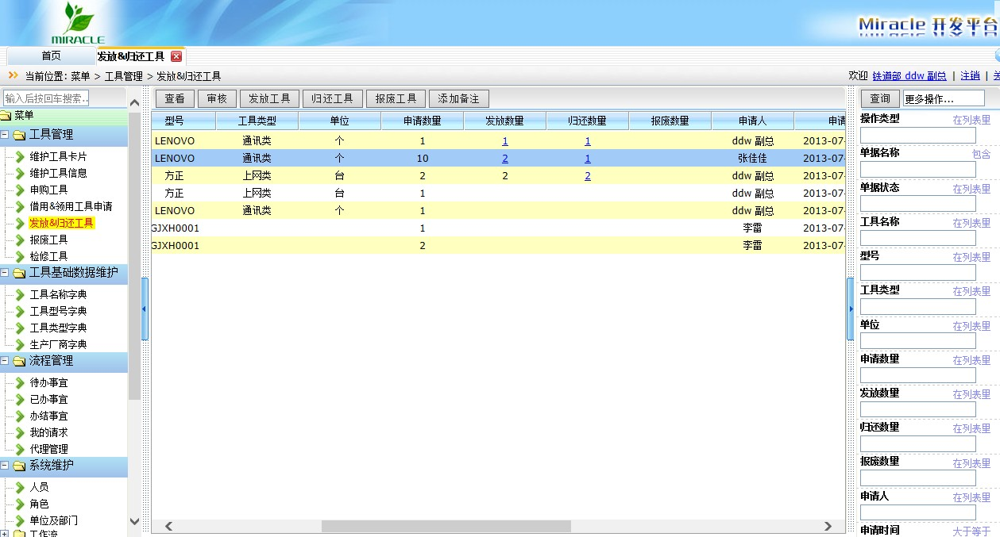 MIRACLE
Miracle 开发平台
首页 发放&归还工具
当前位置: 菜单 > 工具管理 > 发放&归还工具
欢迎 铁道部 ddw 副总 | 注销 |
输入后按回车搜索..
菜单
工具管理
维护工具卡片
维护工具信息
申购工具
借用&领用工具申请
发放&归还工具
报废工具
检修工具
工具基础数据维护
工具名称字典
工具型号字典
工具类型字典
生产厂商字典
流程管理
待办事宜
已办事宜
办结事宜
我的请求
代理管理
系统维护
人员
角色
单位及部门
工作流
查看 审核 发放工具 归还工具 报废工具 添加备注
型号 工具类型 单位 申请数量 发放数量 归还数量 报废数量 申请人 申请
LENOVO 通讯类 个 1 1 1 ddw 副总 2013-07-
LENOVO 通讯类 个 10 2 1 张佳佳 2013-07-
方正 上网类 台 2 2 2 ddw 副总 2013-07-
方正 上网类 台 1 ddw 副总 2013-07-
LENOVO 通讯类 个 1 ddw 副总 2013-07-
GJXH0001 1 李雷 2013-07-
GJXH0001 2 李雷 2013-07-
查询 更多操作...
操作类型 在列表里
单据名称 包含
单据状态 在列表里
工具名称 在列表里
型号 在列表里
工具类型 在列表里
单位 在列表里
申请数量 在列表里
发放数量 在列表里
归还数量 在列表里
报废数量 在列表里
申请人 在列表里
申请时间 大于等于